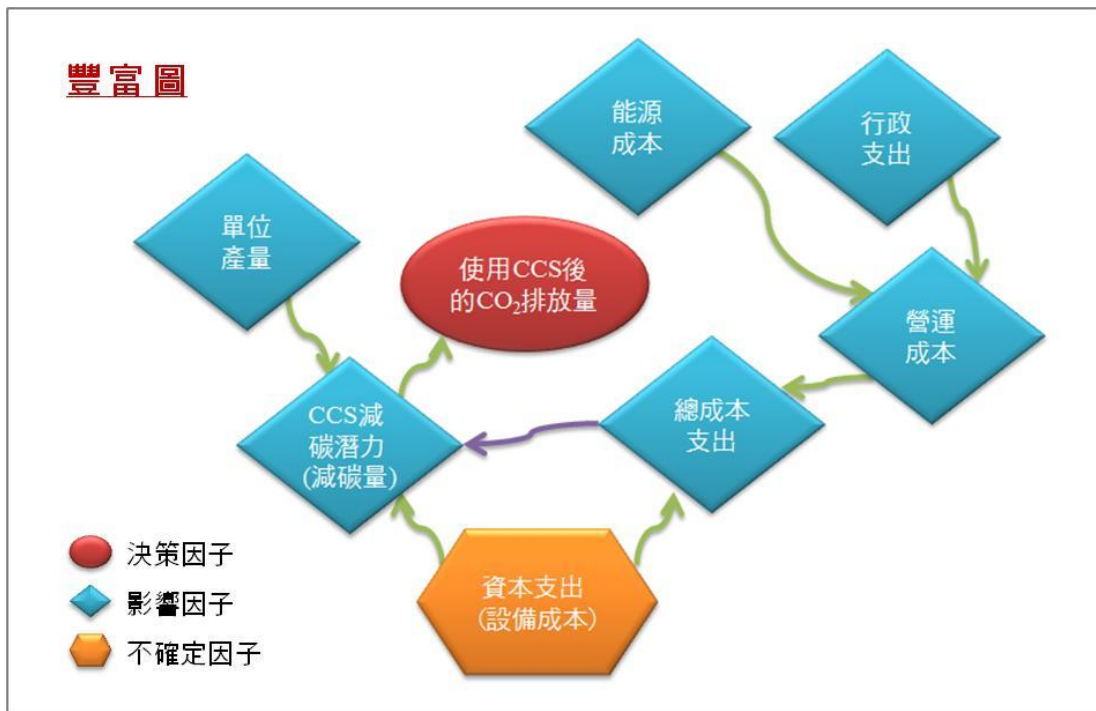 豐富圖
能源
成本
行政
支出
單位
產量
使用CCS後
的CO₂排放量
營運
成本
CCS減
碳潛力
(減碳量)
總成本
支出
資本支出
(設備成本)
決策因子
影響因子
不確定因子